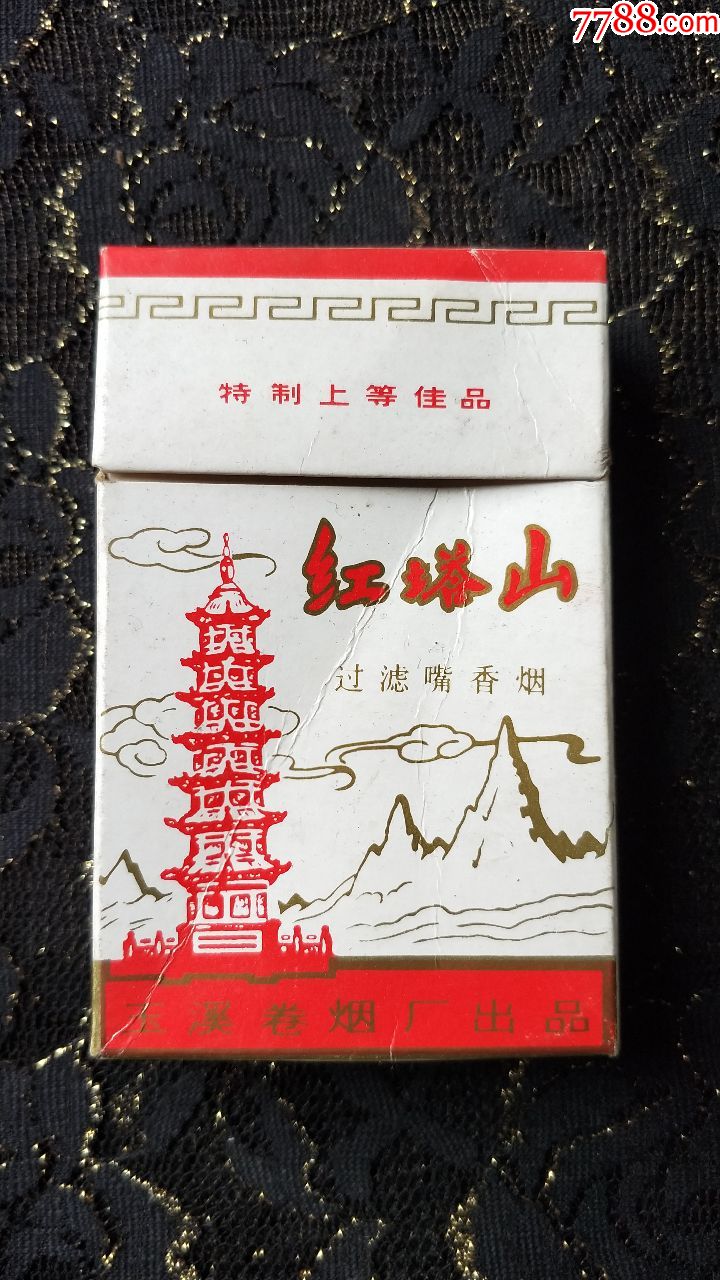 7788.com
特制上等佳品
红塔山
过滤嘴香烟
玉溪卷烟厂出品